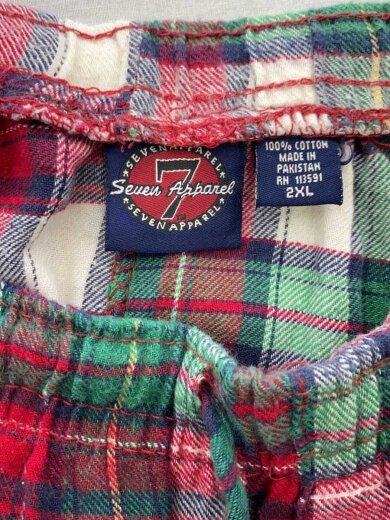 SEVEN APPAREL
7
Seven Apparel
SEVEN APPAREL
100% COTTON
MADE IN
PAKISTAN
RN 113591
2XL